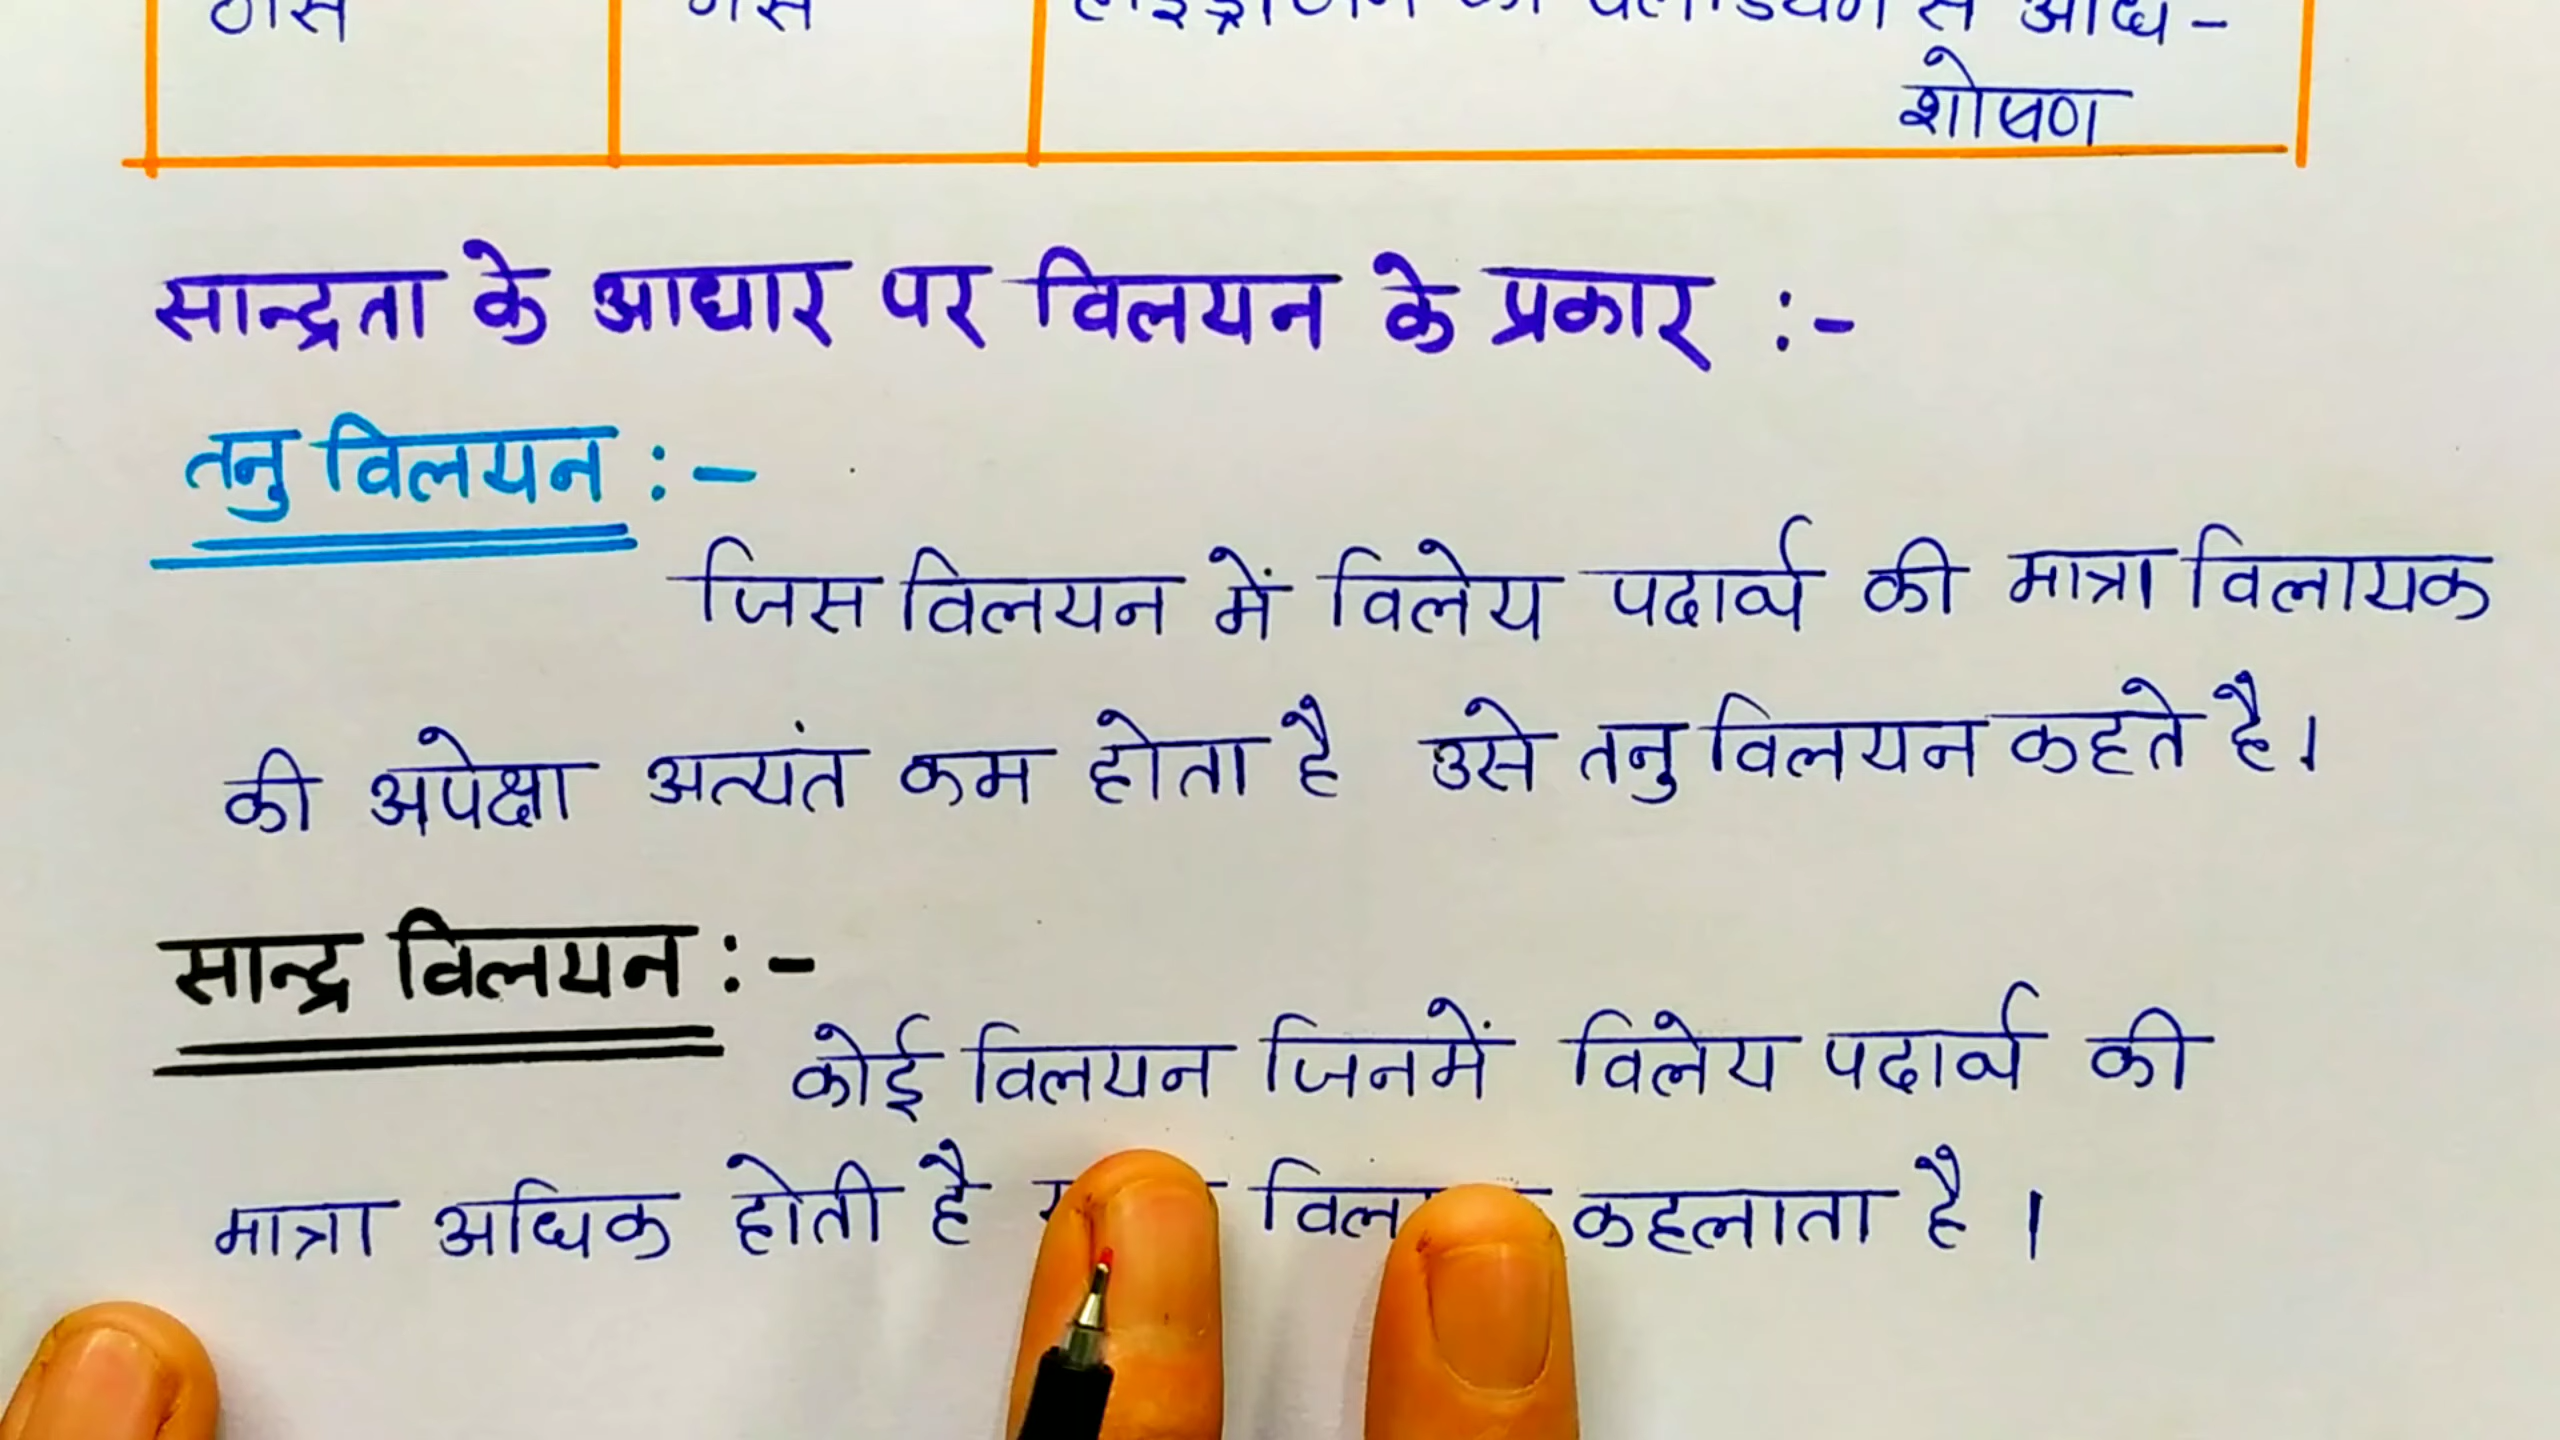 से
शोषण
सान्द्रता के आधार पर विलयन के प्रकार :-
तनु विलयन :-
जिस विलयन में विलेय पदार्थ की मात्रा विलायक
की अपेक्षा अत्यंत कम होता है उसे तनु विलयन कहते है।
सान्द्र विलयन :-
कोई विलयन जिनमें विलेय पदार्थ की
मात्रा अधिक होती है कहलाता है ।